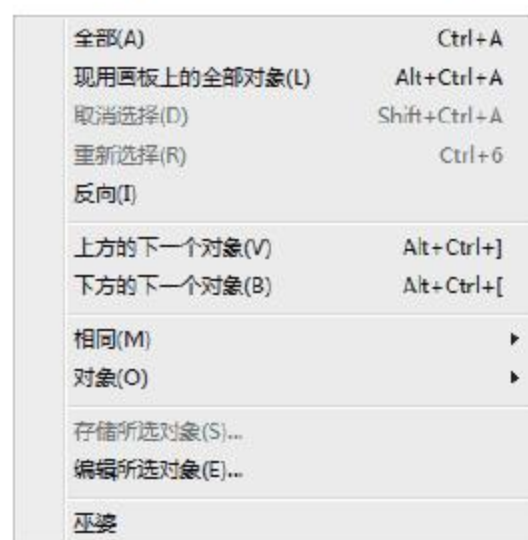 全部(A) Ctrl+A
现用画板上的全部对象(L) Alt+Ctrl+A
取消选择(D) Shift+Ctrl+A
重新选择(R) Ctrl+6
反向(I)
上方的下一个对象(V) Alt+Ctrl+]
下方的下一个对象(B) Alt+Ctrl+[
相同(M)
对象(O)
存储所选对象(S)...
编辑所选对象(E)...
巫婆